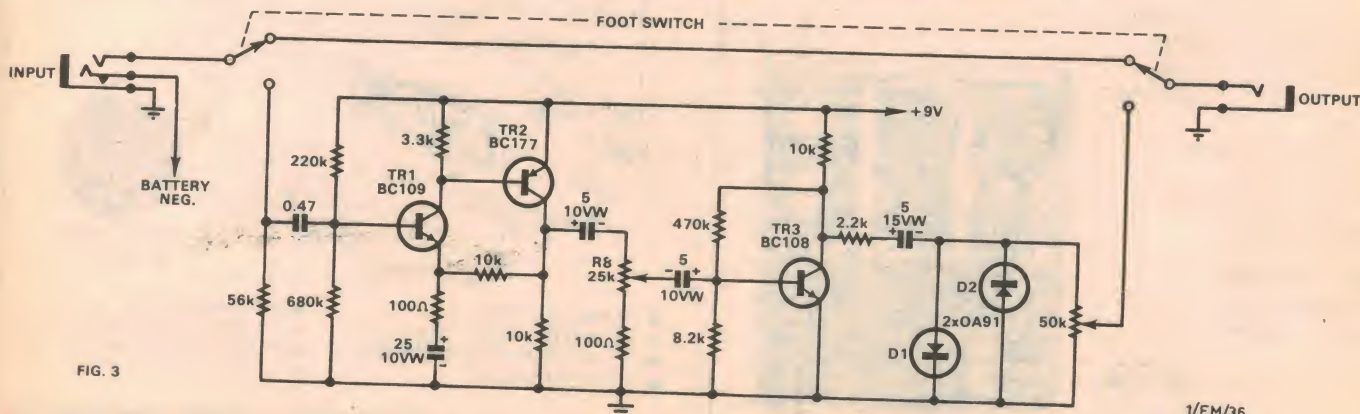 FOOT SWITCH
INPUT
OUTPUT
BATTERY
NEG.
+9V
220k
3.3k
TR2
BC177
TR1
BC109
0.47
10k
5
10VW
470k
10k
TR3
BC108
2.2k
5
15VW
R8
25k
5
10VW
D2
2xOA91
56k
680k
100Ω
25
10VW
10k
100Ω
8.2k
D1
50k
FIG. 3
1/EM/36